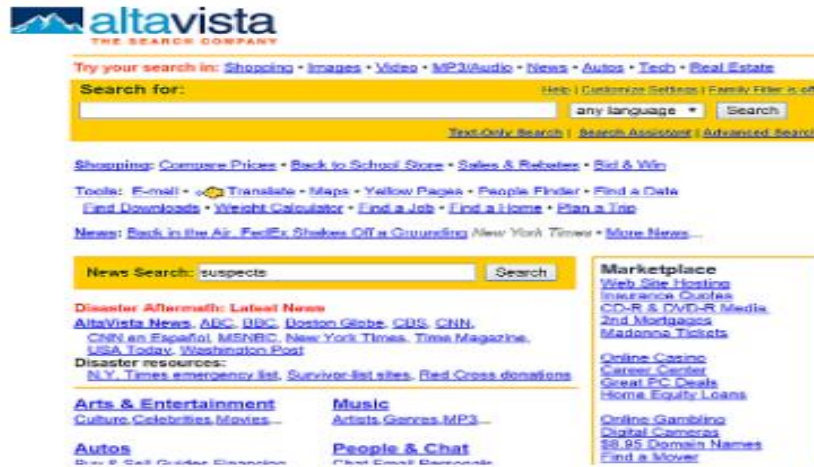 altavista
THE SEARCH COMPANY
Try your search in: Shopping • Images • Video • MP3/Audio • News • Autos • Tech • Real Estate
Search for:
Help | Customize Settings | Family Filter is off
any language Search
Text-Only Search | Search Assistant | Advanced Search
Shopping: Compare Prices • Back to School Store • Sales & Rebates • Bid & Win
Tools: E-mail • Translate • Maps • Yellow Pages • People Finder • Find a Date
Find Downloads • Weight Calculator • Find a Job • Find a Home • Plan a Trip
News: Back in the Air, FedEx Shakes Off a Grounding New York Times • More News...
News Search: suspects Search
Disaster Aftermath: Latest News
AltaVista News, ABC, BBC, Boston Globe, CBS, CNN,
CNN en Español, MSNBC, New York Times, Time Magazine,
USA Today, Washington Post
Disaster resources:
N.Y. Times emergency list, Survivor-list sites, Red Cross donations
Arts & Entertainment
Culture,Celebrities,Movies...
Music
Artists,Genres,MP3...
Autos
Buy & Sell,Guides,Financing
People & Chat
Chat,Email,Personals
Marketplace
Web Site Hosting
Insurance Quotes
CD-R & DVD-R Media
2nd Mortgages
Madonna Tickets
Online Casino
Career Center
Great PC Deals
Home Equity Loans
Online Gambling
Digital Cameras
$8.95 Domain Names
Find a Mover